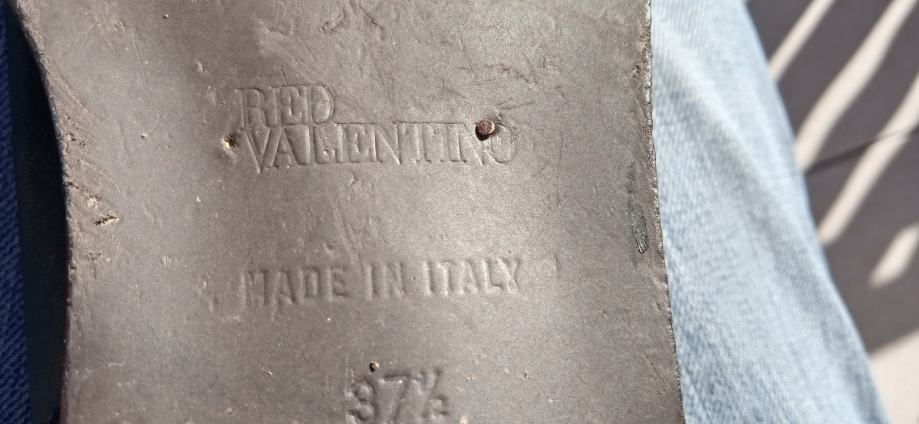 RED
VALENTINO
MADE IN ITALY
37½